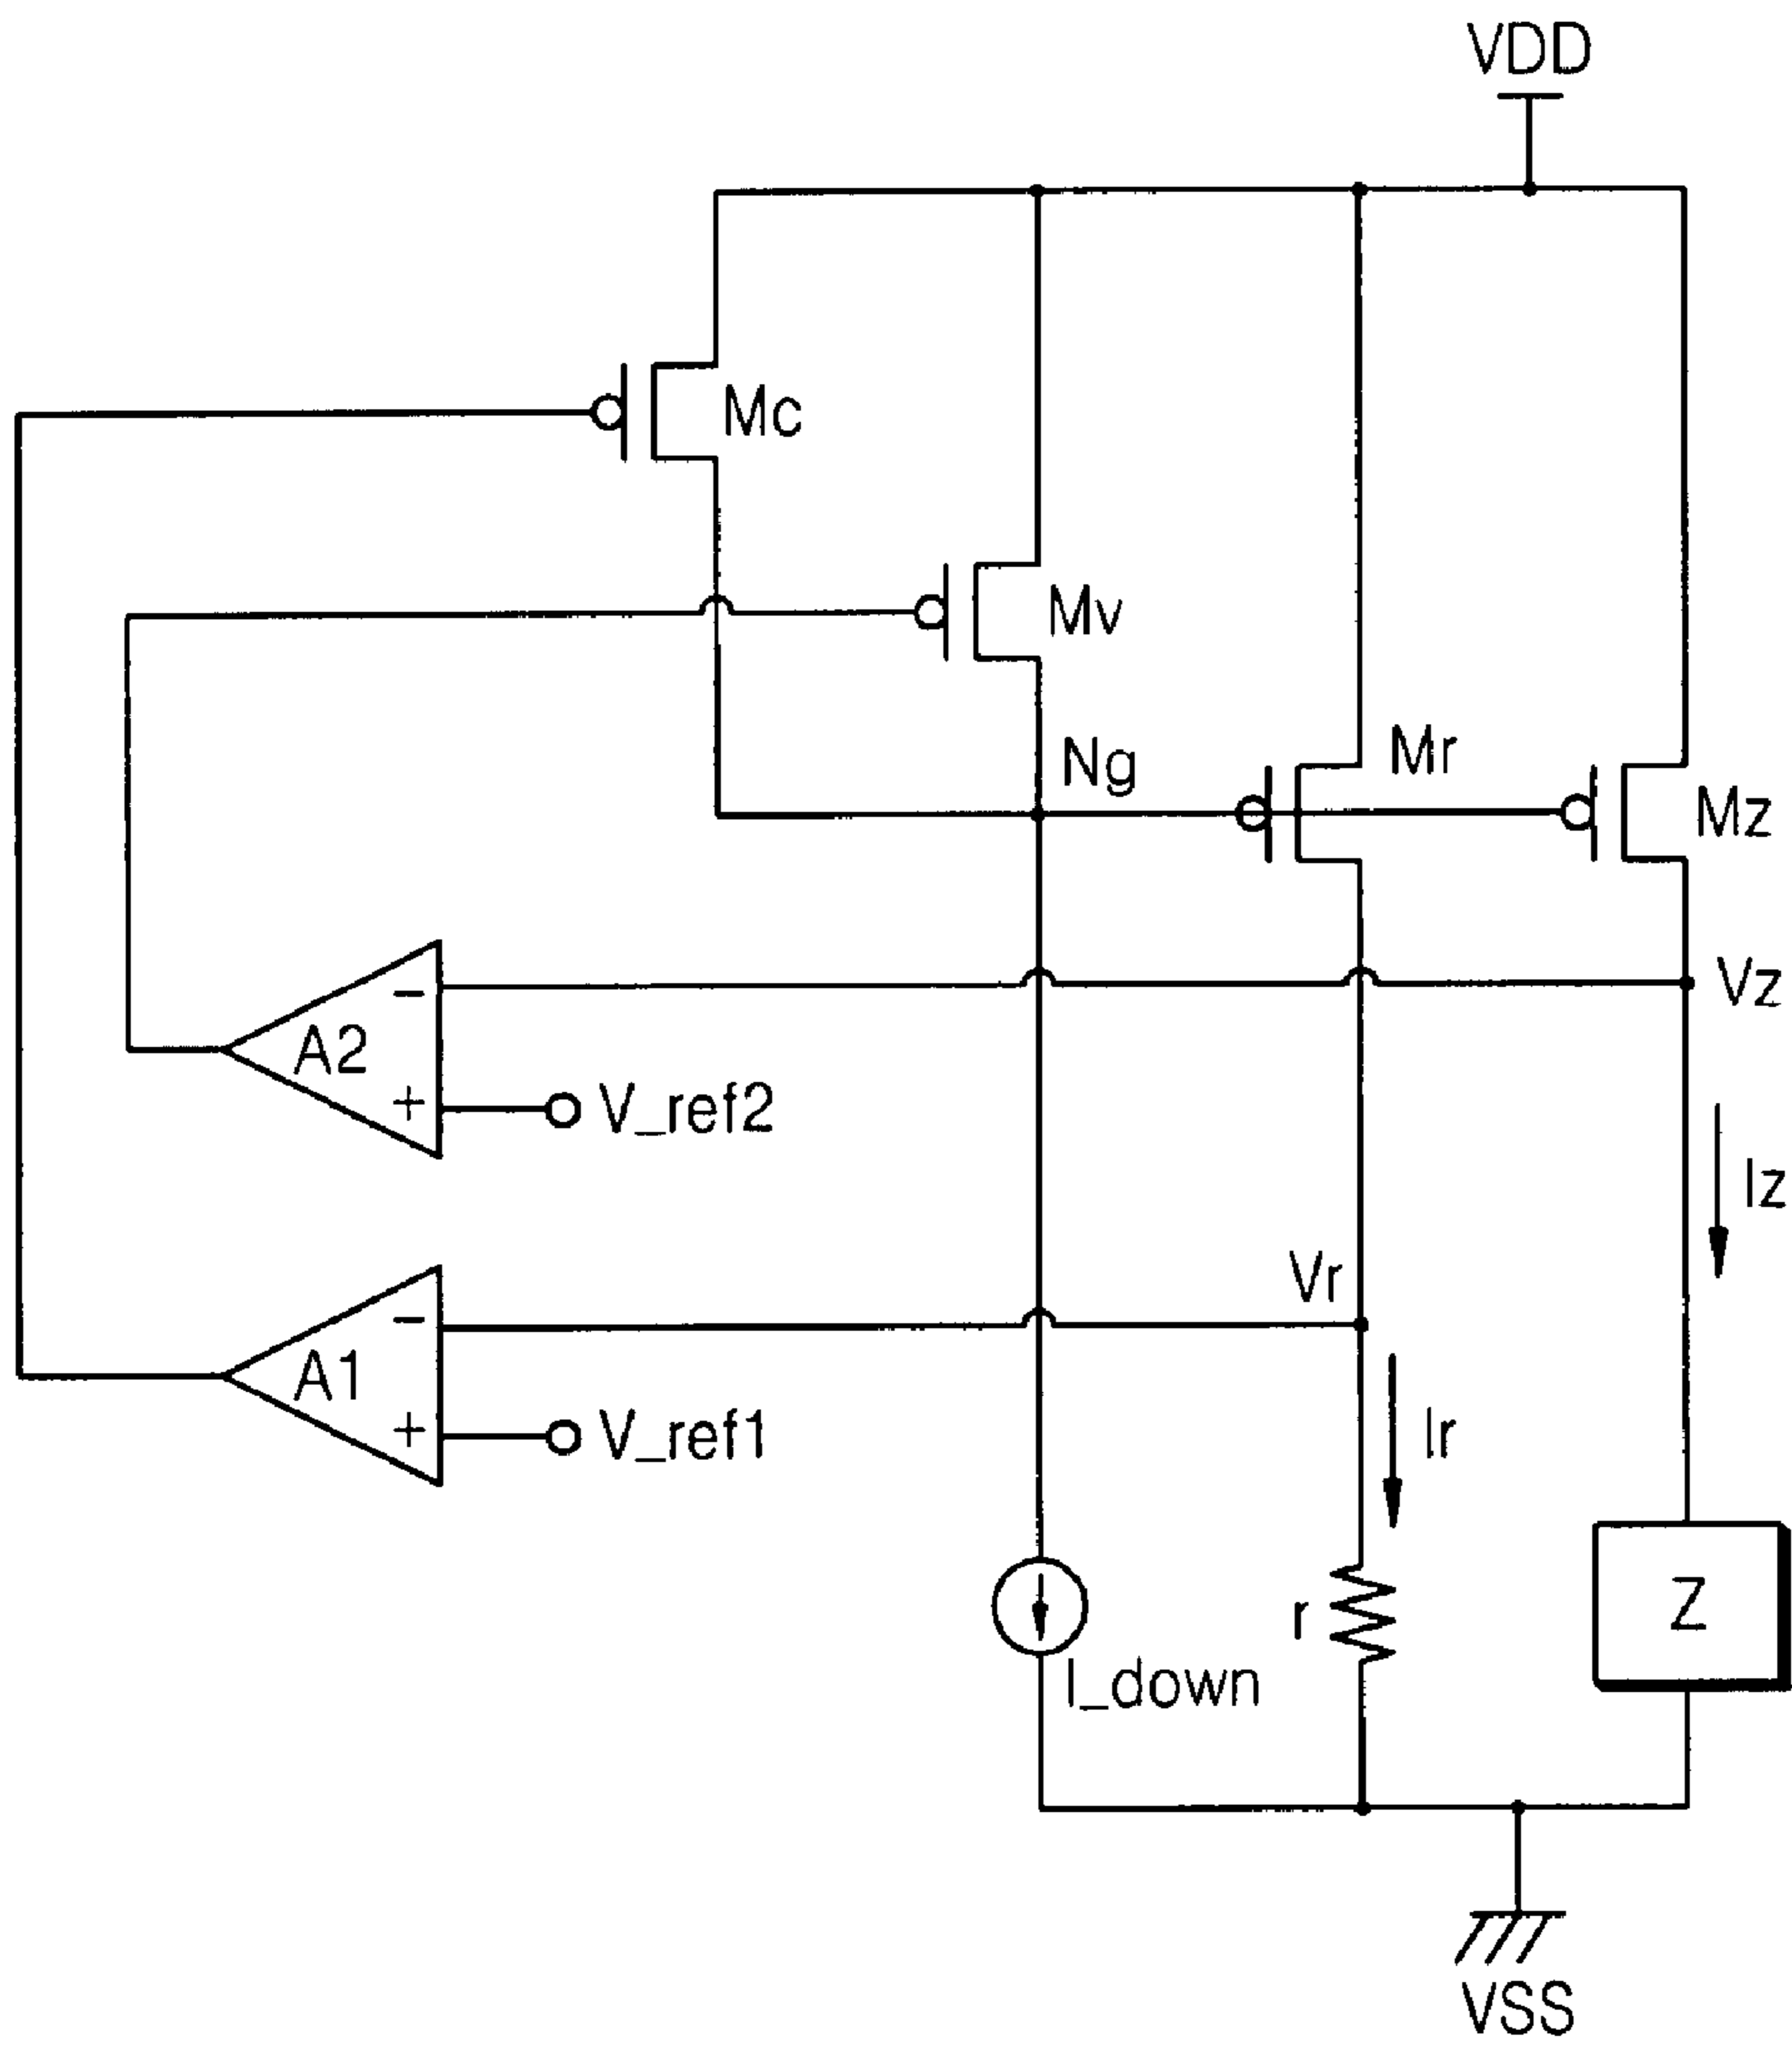 VDD
Mc
Mv
Ng
Mr
Mz
−
A2
+
V_ref2
Vz
Iz
−
A1
+
V_ref1
Vr
Ir
I_down
r
Z
VSS